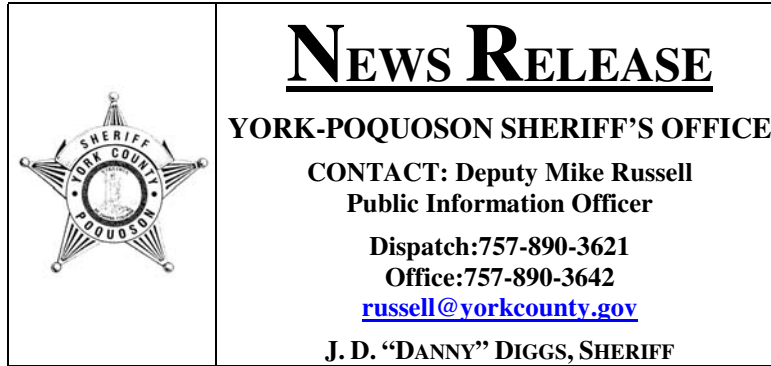 NEWS RELEASE
YORK-POQUOSON SHERIFF’S OFFICE
CONTACT: Deputy Mike Russell
Public Information Officer
Dispatch:757-890-3621
Office:757-890-3642
russell@yorkcounty.gov
J. D. “DANNY” DIGGS, SHERIFF
SHERIFF
YORK COUNTY
POQUOSON